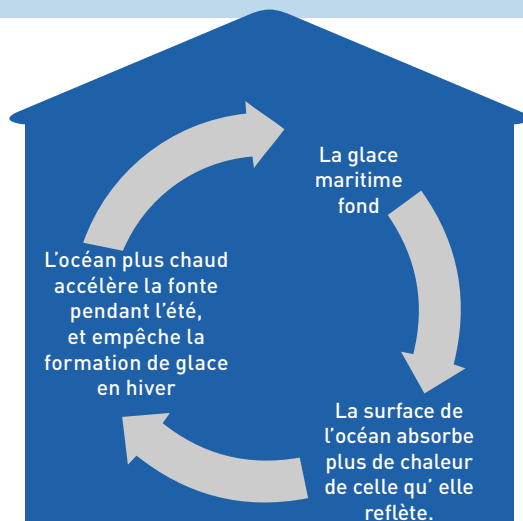 La glace
maritime
fond
L'océan plus chaud
accélère la fonte
pendant l'été,
et empêche la
formation de glace
en hiver
La surface de
l'océan absorbe
plus de chaleur
de celle qu' elle
reflète.